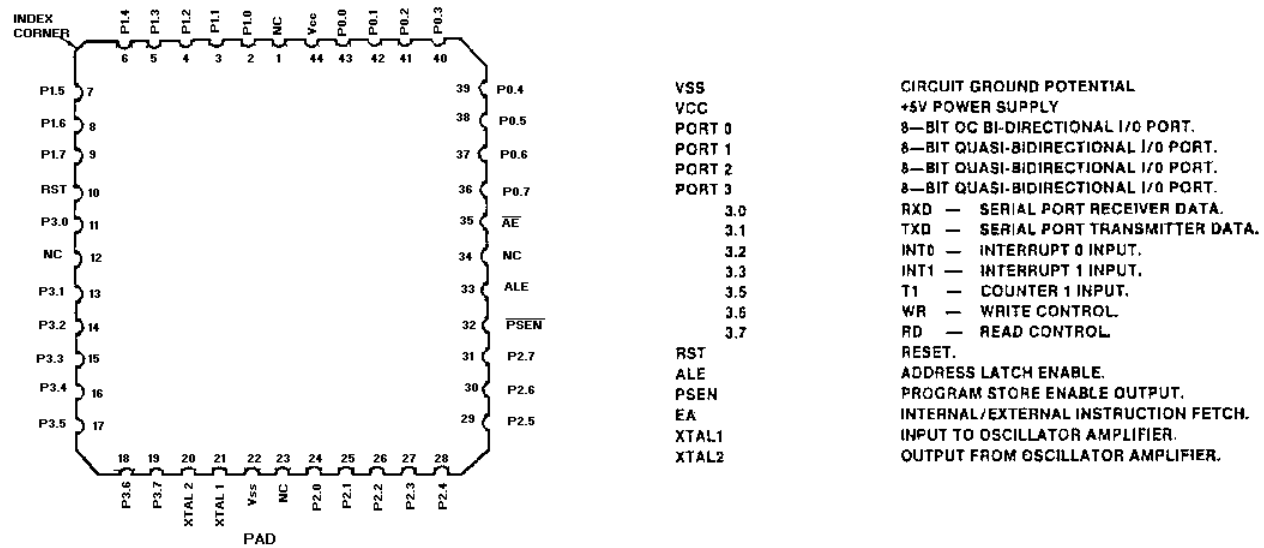 INDEX
CORNER
P1.4 P1.3 P1.2 P1.1 P1.0 NC Vcc P0.0 P0.1 P0.2 P0.3
6 5 4 3 2 1 44 43 42 41 40
P1.5 7
P1.6 8
P1.7 9
RST 10
P3.0 11
NC 12
P3.1 13
P3.2 14
P3.3 15
P3.4 16
P3.5 17
39 P0.4
38 P0.5
37 P0.6
36 P0.7
35 AE
34 NC
33 ALE
32 PSEN
31 P2.7
30 P2.6
29 P2.5
18 19 20 21 22 23 24 25 26 27 28
P3.6 P3.7 XTAL 2 XTAL 1 Vss NC P2.0 P2.1 P2.2 P2.3 P2.4
PAD
VSS CIRCUIT GROUND POTENTIAL
VCC +5V POWER SUPPLY
PORT 0 8—BIT OC BI-DIRECTIONAL I/O PORT.
PORT 1 8—BIT QUASI-BIDIRECTIONAL I/O PORT.
PORT 2 8—BIT QUASI-BIDIRECTIONAL I/O PORT.
PORT 3 8—BIT QUASI-BIDIRECTIONAL I/O PORT.
3.0 RXD — SERIAL PORT RECEIVER DATA.
3.1 TXD — SERIAL PORT TRANSMITTER DATA.
3.2 INT0 — INTERRUPT 0 INPUT.
3.3 INT1 — INTERRUPT 1 INPUT.
3.5 T1 — COUNTER 1 INPUT.
3.6 WR — WRITE CONTROL.
3.7 RD — READ CONTROL.
RST RESET.
ALE ADDRESS LATCH ENABLE.
PSEN PROGRAM STORE ENABLE OUTPUT.
EA INTERNAL/EXTERNAL INSTRUCTION FETCH.
XTAL1 INPUT TO OSCILLATOR AMPLIFIER.
XTAL2 OUTPUT FROM OSCILLATOR AMPLIFIER.